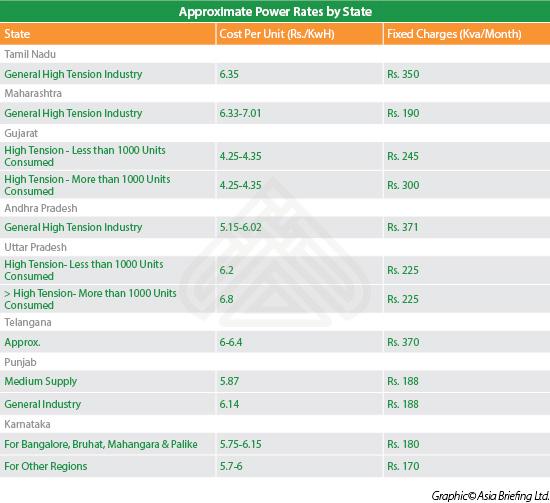 Approximate Power Rates by State
State Cost Per Unit (Rs./KwH) Fixed Charges (Kva/Month)
Tamil Nadu
General High Tension Industry 6.35 Rs. 350
Maharashtra
General High Tension Industry 6.33-7.01 Rs. 190
Gujarat
High Tension - Less than 1000 Units
Consumed 4.25-4.35 Rs. 245
High Tension - More than 1000 Units
Consumed 4.25-4.35 Rs. 300
Andhra Pradesh
General High Tension Industry 5.15-6.02 Rs. 371
Uttar Pradesh
High Tension- Less than 1000 Units
Consumed 6.2 Rs. 225
> High Tension- More than 1000 Units
Consumed 6.8 Rs. 225
Telangana
Approx. 6-6.4 Rs. 370
Punjab
Medium Supply 5.87 Rs. 188
General Industry 6.14 Rs. 188
Karnataka
For Bangalore, Bruhat, Mahangara & Palike 5.75-6.15 Rs. 180
For Other Regions 5.7-6 Rs. 170
Graphic© Asia Briefing Ltd.